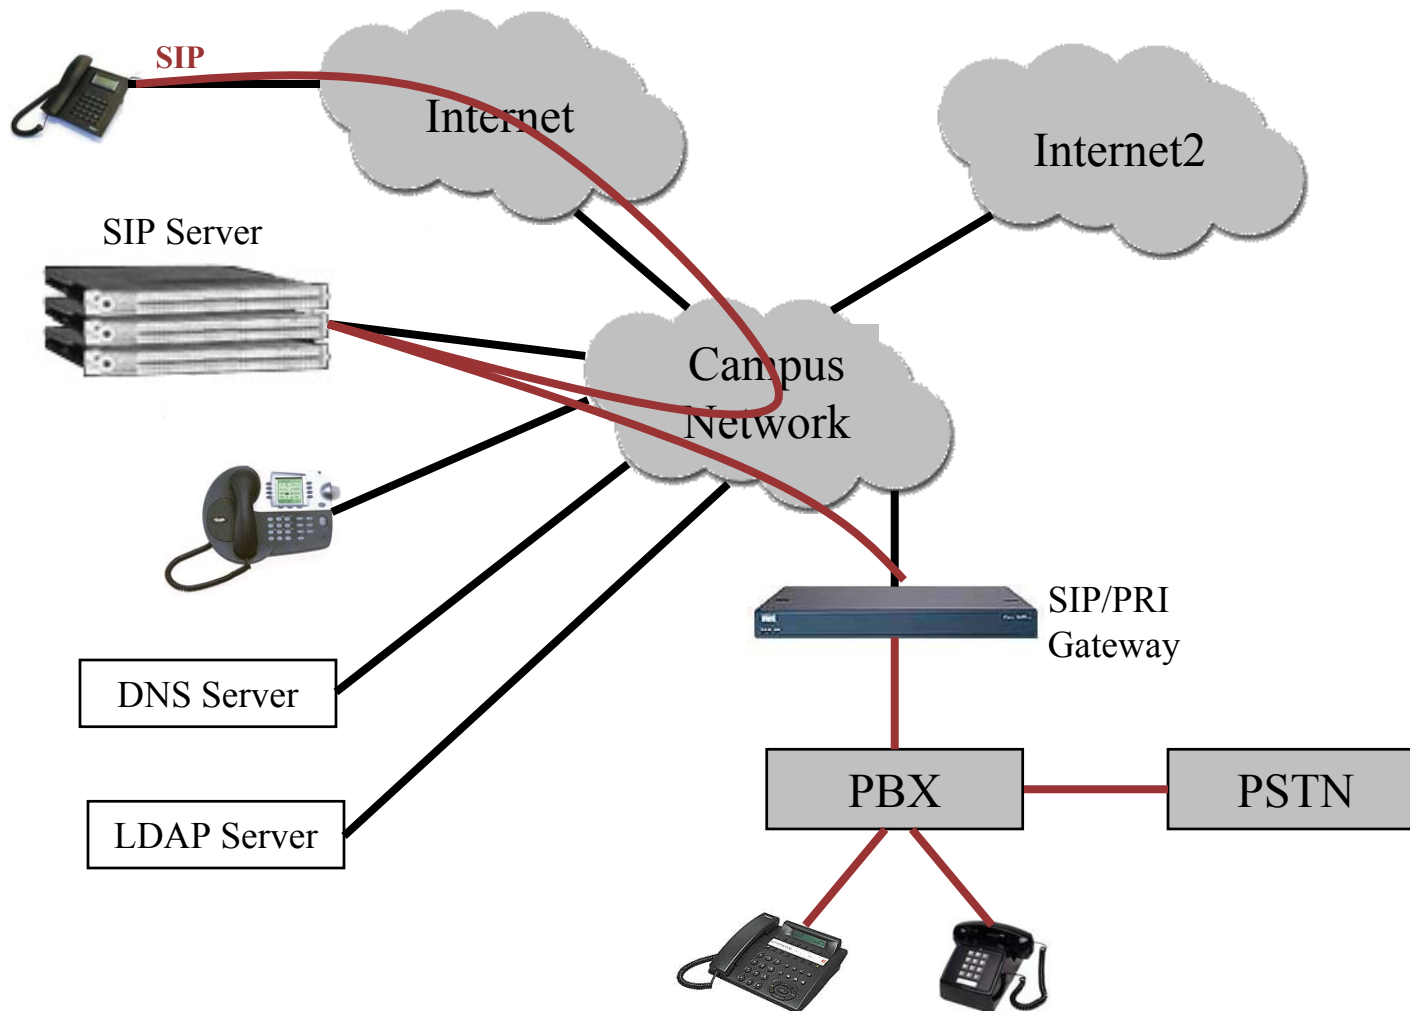 SIP
Internet
Internet2
SIP Server
Campus
Network
SIP/PRI
Gateway
DNS Server
PBX
PSTN
LDAP Server